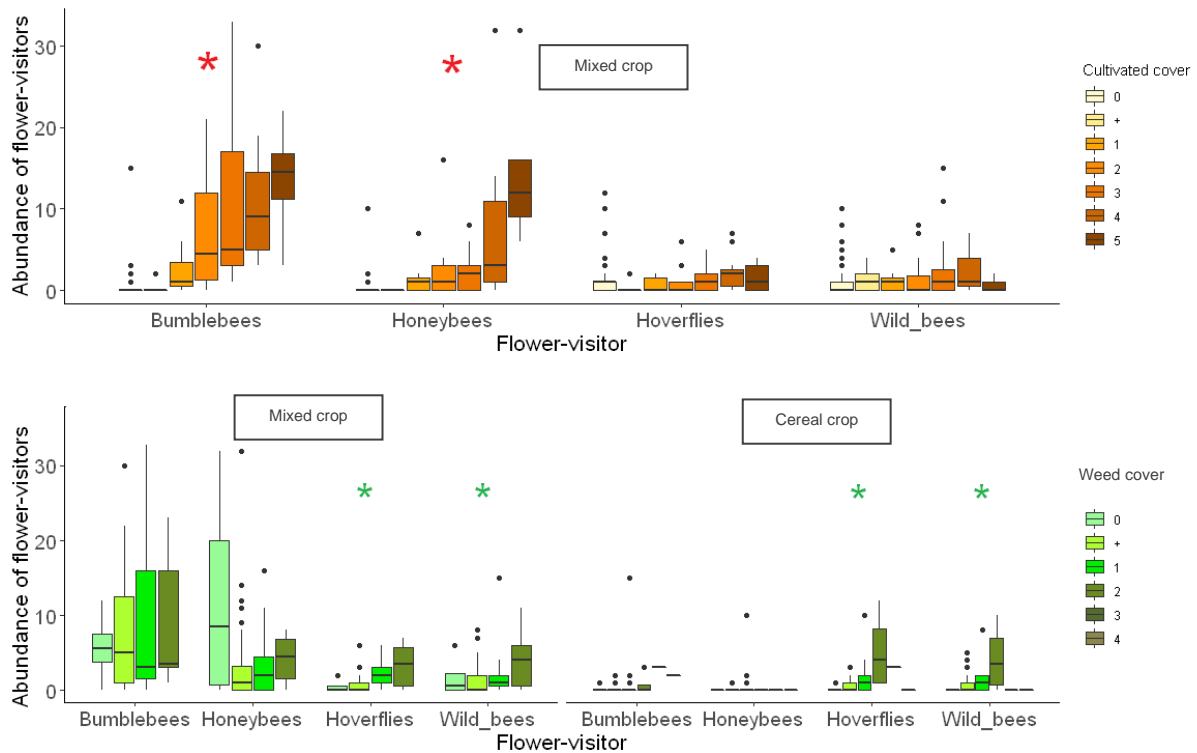 Abundance of flower-visitors
30
20
10
0
*
*
Mixed crop
Bumblebees
Honeybees
Hoverflies
Wild_bees
Flower-visitor
Cultivated cover
0
+
1
2
3
4
5
Abundance of flower-visitors
30
20
10
0
Mixed crop
*
*
Bumblebees
Honeybees
Hoverflies
Wild_bees
Cereal crop
*
*
Bumblebees
Honeybees
Hoverflies
Wild_bees
Flower-visitor
Weed cover
0
+
1
2
3
4